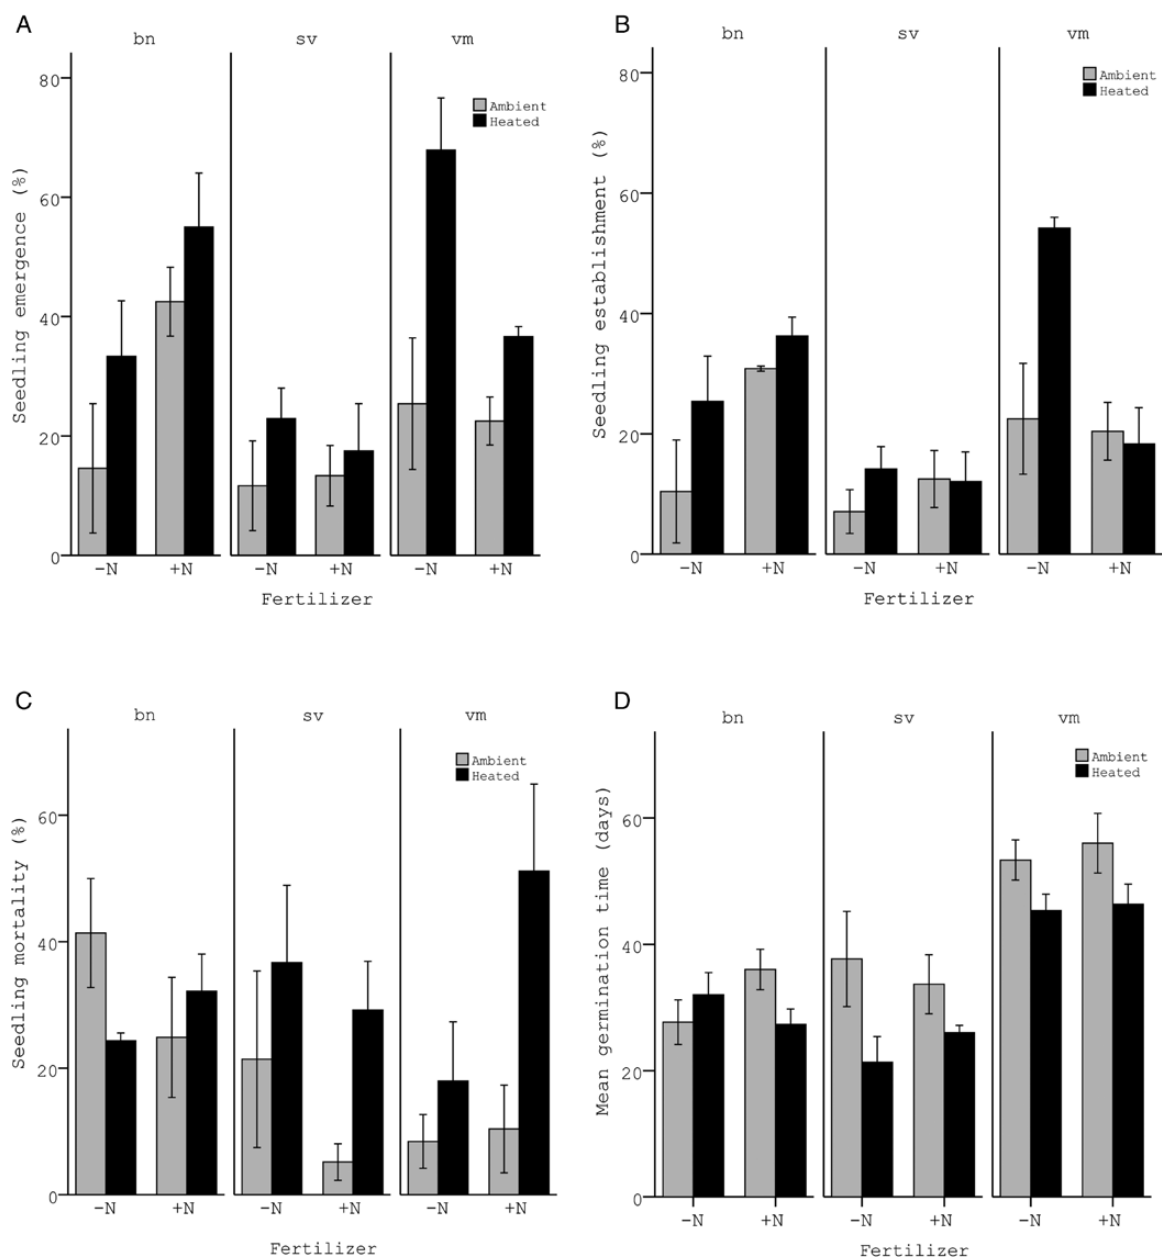 A
bn
sv
vm
Seedling emergence (%)
80
60
40
20
0
Ambient
Heated
-N
+N
-N
+N
-N
+N
Fertilizer
B
bn
sv
vm
Seedling establishment (%)
80
60
40
20
0
Ambient
Heated
-N
+N
-N
+N
-N
+N
Fertilizer
C
bn
sv
vm
Seedling mortality (%)
60
40
20
0
Ambient
Heated
-N
+N
-N
+N
-N
+N
Fertilizer
D
bn
sv
vm
Mean germination time (days)
60
40
20
0
Ambient
Heated
-N
+N
-N
+N
-N
+N
Fertilizer